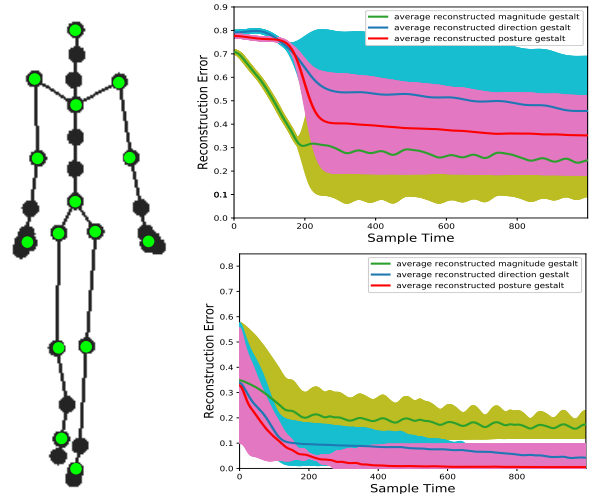 0.9
0.8
0.7
0.6
0.5
0.4
0.3
0.2
0.1
0.0
Reconstruction Error
average reconstructed magnitude gestalt
average reconstructed direction gestalt
average reconstructed posture gestalt
0 200 400 600 800
Sample Time
0.8
0.7
0.6
0.5
0.4
0.3
0.2
0.1
0.0
Reconstruction Error
average reconstructed magnitude gestalt
average reconstructed direction gestalt
average reconstructed posture gestalt
0 200 400 600 800
Sample Time